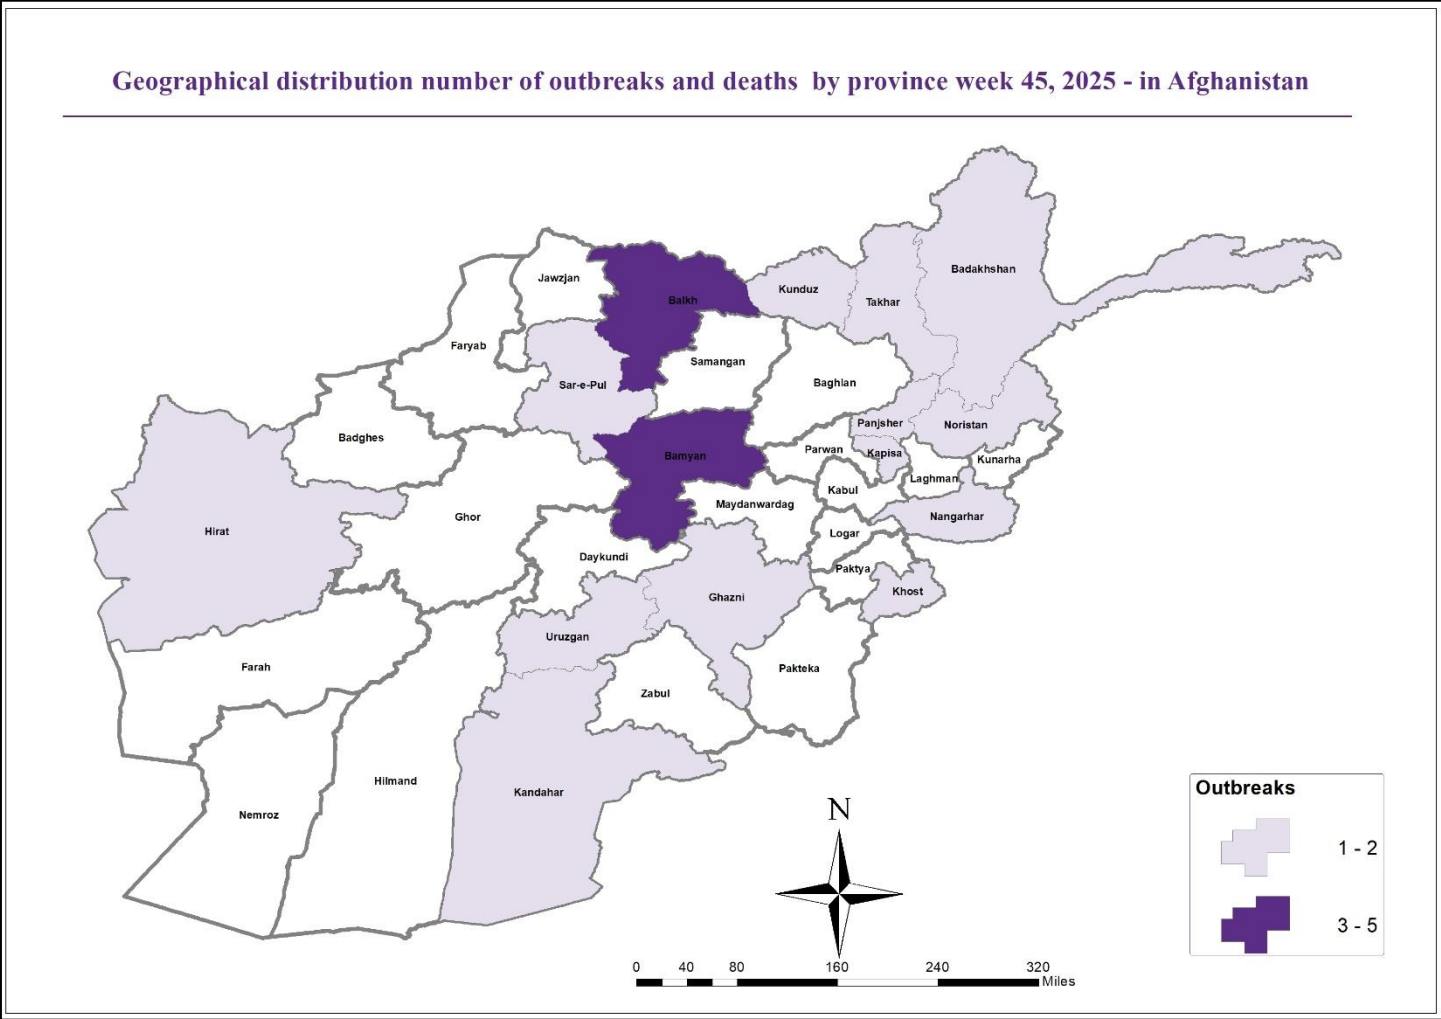 Geographical distribution number of outbreaks and deaths  by province week 45, 2025 - in Afghanistan
Jawzjan
Balkh
Kunduz
Takhar
Badakhshan
Faryab
Samangan
Baghlan
Sar-e-Pul
Badghes
Panjsher
Noristan
Bamyan
Parwan
Kapisa
Kunarha
Laghman
Kabul
Maydanwardag
Hirat
Ghor
Nangarhar
Logar
Daykundi
Paktya
Khost
Ghazni
Uruzgan
Farah
Pakteka
Zabul
Hilmand
Kandahar
Nemroz
Outbreaks
1 - 2
3 - 5
N
0 40 80 160 240 320
Miles